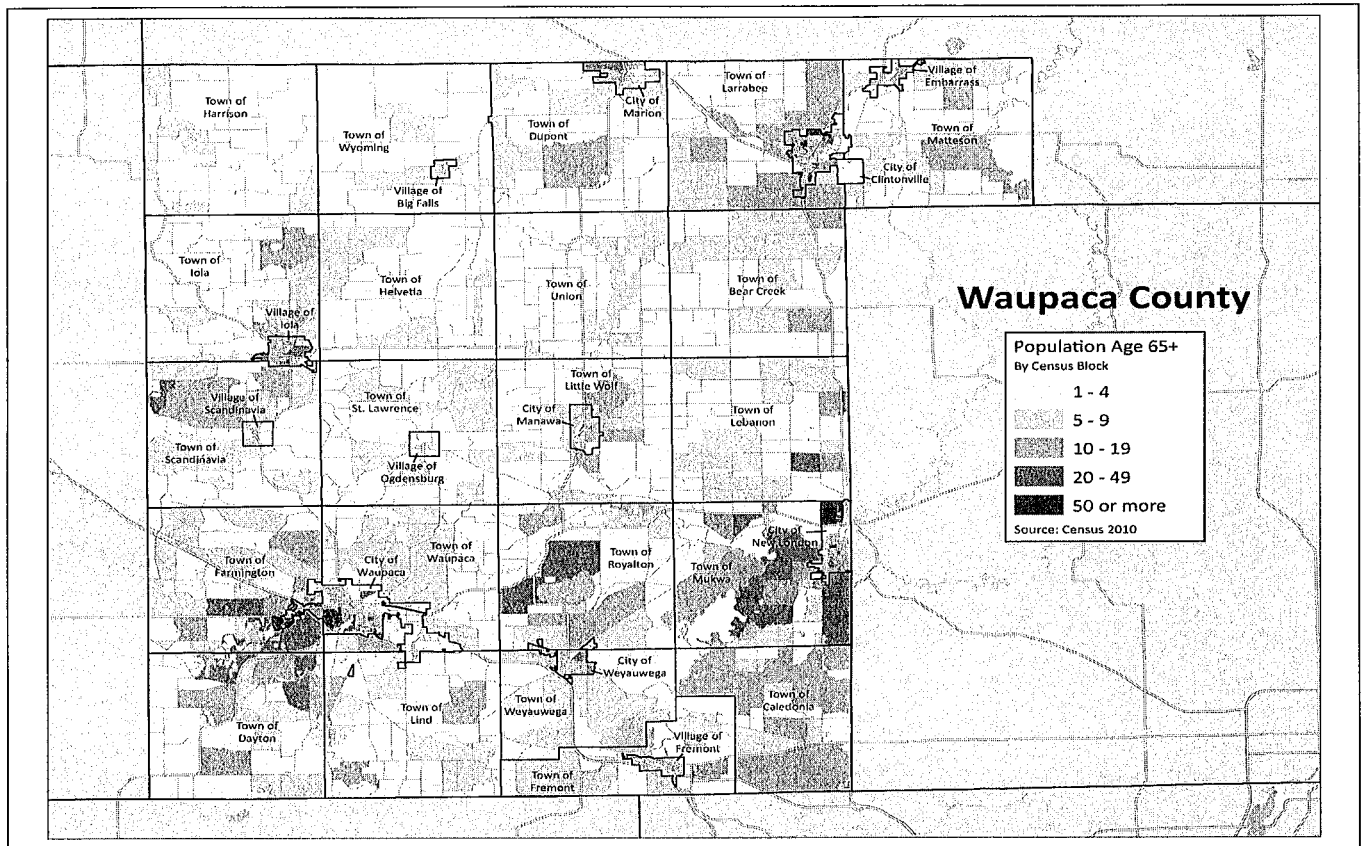 Town of
Harrison
Town of
Wyoming
Village of
Big Falls
Town of
Dupont
City of
Marion
Town of
Larrabee
Village of
Embarrass
Town of
Matteson
City of
Clintonville
Town of
Iola
Village of
Iola
Town of
Helvetia
Town of
Union
Town of
Bear Creek
Waupaca County
Population Age 65+
By Census Block
1 - 4
5 - 9
10 - 19
20 - 49
50 or more
Source: Census 2010
Village of
Scandinavia
Town of
Scandinavia
Town of
St. Lawrence
Village of
Ogdensburg
Town of
Little Wolf
City of
Manawa
Town of
Lebanon
Town of
Farmington
City of
Waupaca
Town of
Waupaca
Town of
Royalton
Town of
Mukwa
City of
New London
Town of
Dayton
Town of
Lind
Town of
Weyauwega
City of
Weyauwega
Town of
Caledonia
Village of
Fremont
Town of
Fremont